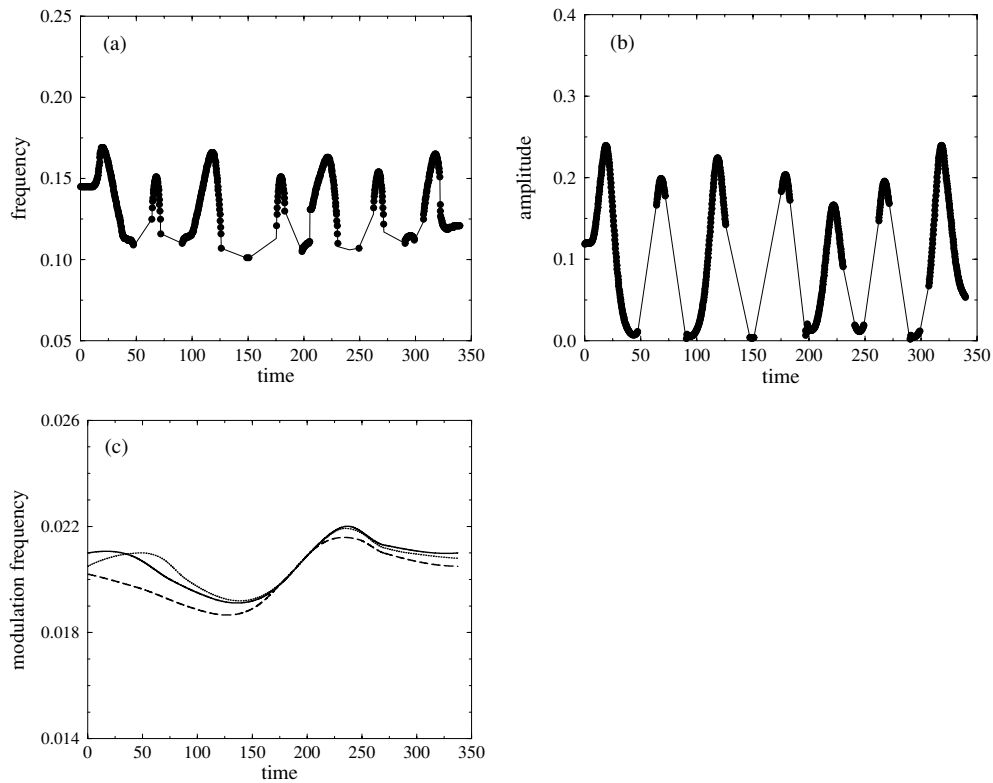 0.25
(a)
0.20
0.15
0.10
0.05
frequency
0 50 100 150 200 250 300 350
time
0.4
(b)
0.3
0.2
0.1
0.0
amplitude
0 50 100 150 200 250 300 350
time
0.026
(c)
0.022
0.018
0.014
modulation frequency
0 50 100 150 200 250 300 350
time